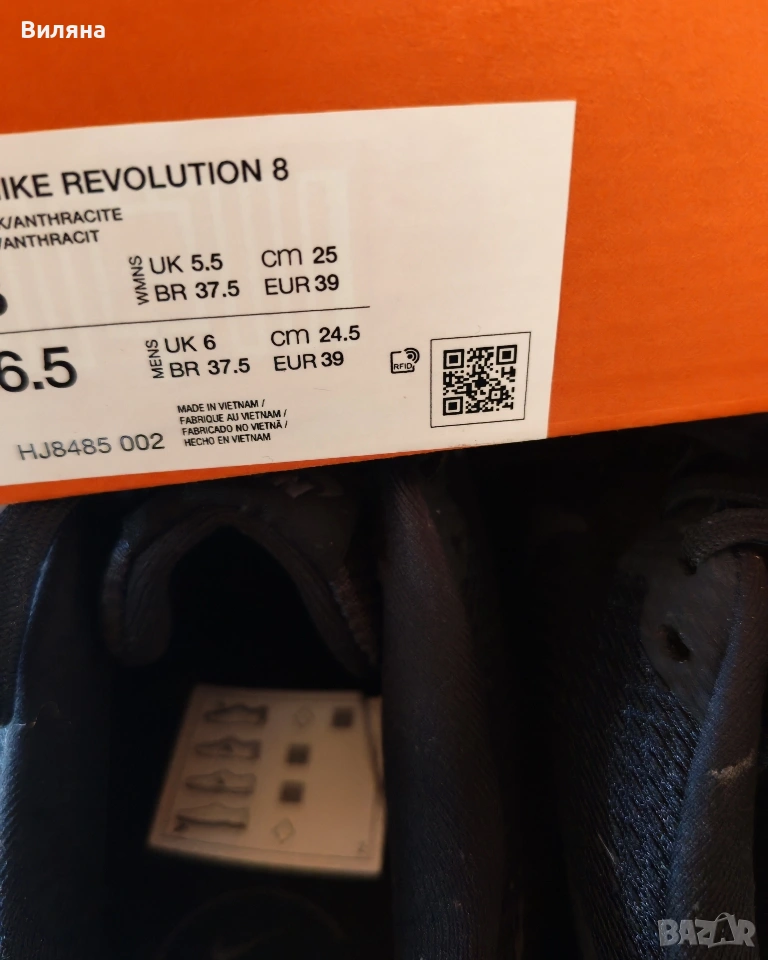 Виляна
NIKE REVOLUTION 8
K/ANTHRACITE
/ANTHRACIT
WMNS
UK 5.5 cm 25
BR 37.5 EUR 39
6.5
MENS
UK 6 cm 24.5
BR 37.5 EUR 39
RFID
MADE IN VIETNAM /
FABRIQUE AU VIETNAM /
FABRICADO NO VIETNÃ /
HECHO EN VIETNAM
HJ8485 002
BAZAR